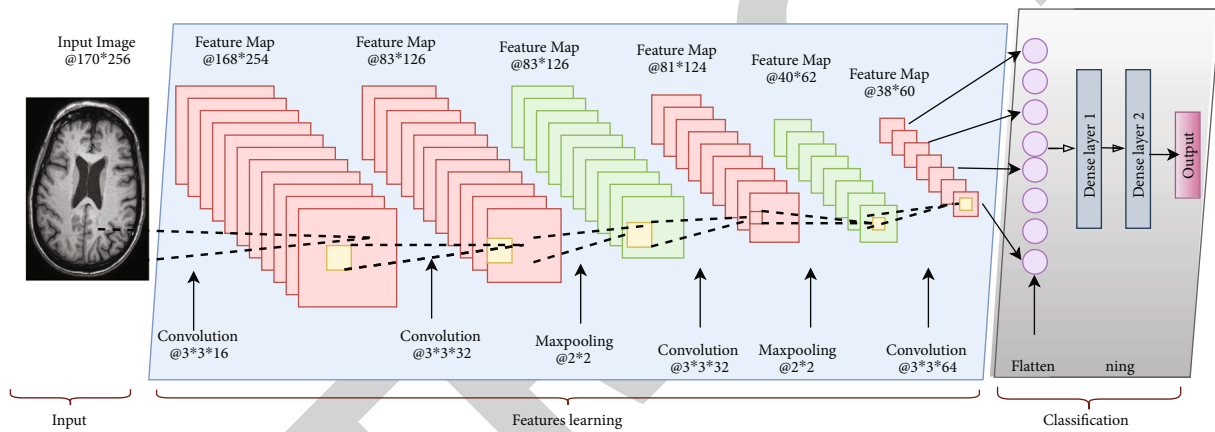 Input Image
@170*256
Feature Map
@168*254
Feature Map
@83*126
Feature Map
@83*126
Feature Map
@81*124
Feature Map
@40*62
Feature Map
@38*60
Dense layer 1
Dense layer 2
Output
Convolution
@3*3*16
Convolution
@3*3*32
Maxpooling
@2*2
Convolution
@3*3*32
Maxpooling
@2*2
Convolution
@3*3*64
Flatten
ning
Input
Features learning
Classification